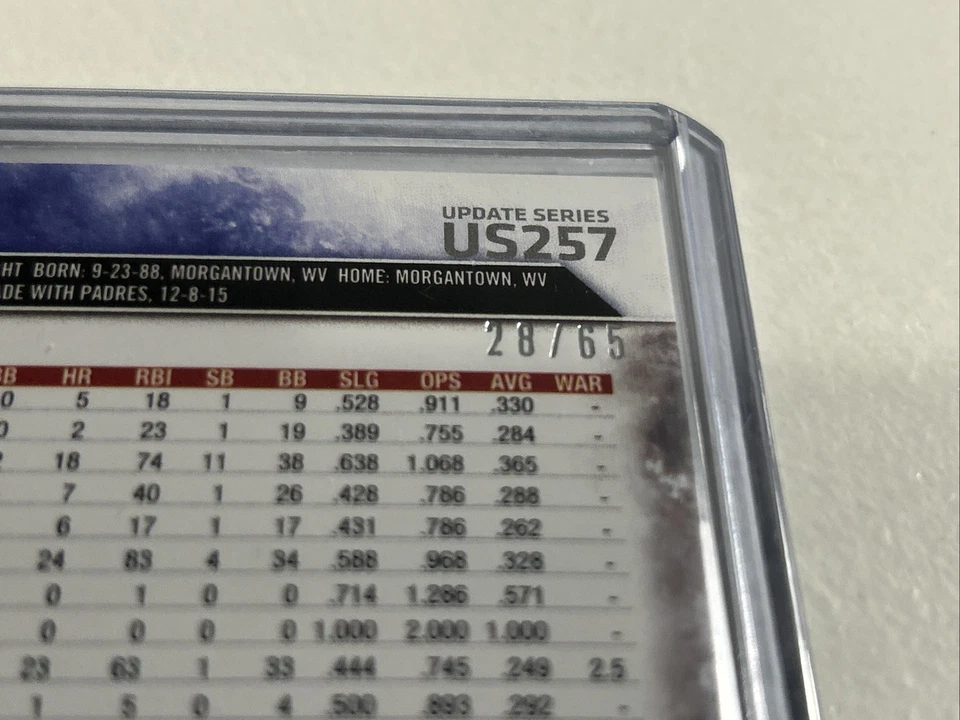 UPDATE SERIES
US257
HT BORN: 9-23-88, MORGANTOWN, WV HOME: MORGANTOWN, WV
ADE WITH PADRES, 12-8-15
28/65
BB HR RBI SB BB SLG OPS AVG WAR
0 5 18 1 9 .528 .911 .330 -
0 2 23 1 19 .389 .755 .284 -
18 74 11 38 .638 1.068 .365 -
7 40 1 26 .428 .786 .288 -
6 17 1 17 .431 .786 .262 -
24 83 4 34 .588 .968 .328 -
0 1 0 0 .714 1.286 .571 -
0 0 0 0 1.000 2.000 1.000 -
23 63 1 33 .444 .745 .249 2.5
1 5 0 4 .500 .893 .292 -